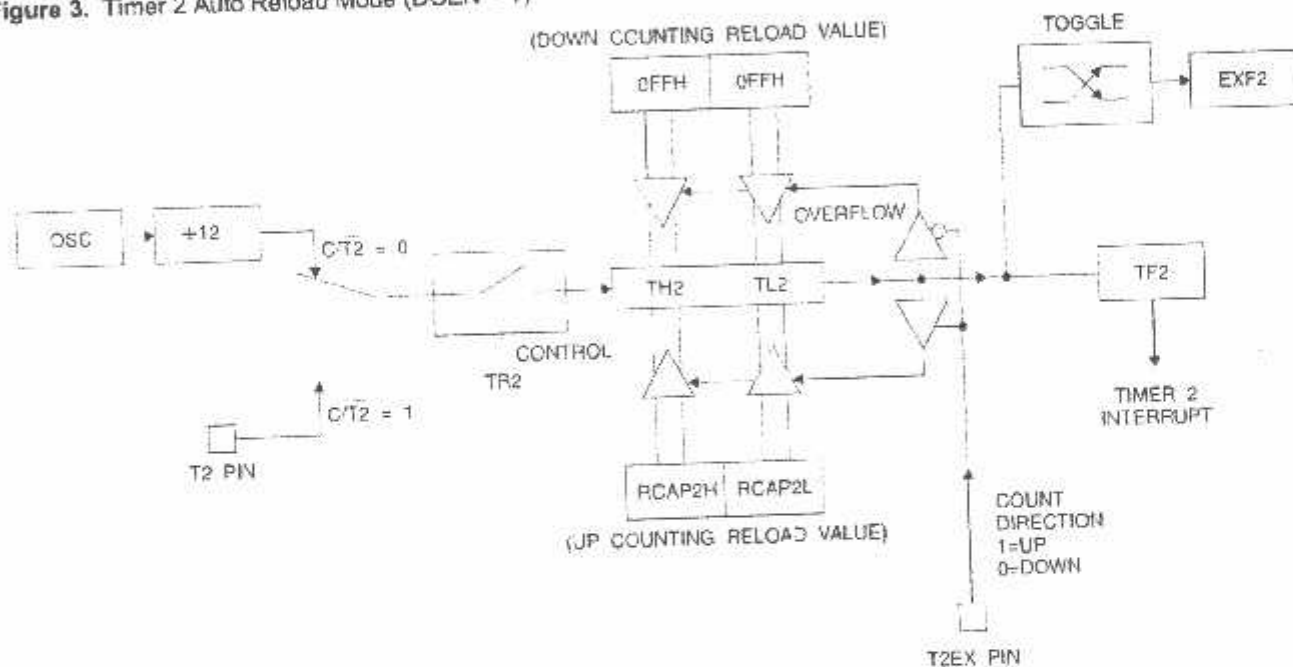 Figure 3. Timer 2 Auto Reload Mode
(DOWN COUNTING RELOAD VALUE)
TOGGLE
0FFH 0FFH
EXF2
OVERFLOW
OSC
÷12
C/T2 = 0
TH2 TL2
TF2
CONTROL
TR2
C/T2 = 1
TIMER 2
INTERRUPT
T2 PIN
RCAP2H RCAP2L
(UP COUNTING RELOAD VALUE)
COUNT
DIRECTION
1=UP
0=DOWN
T2EX PIN